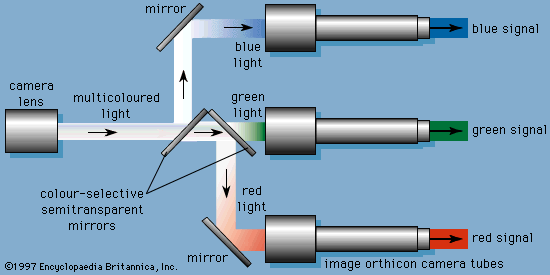 mirror
blue
light
blue signal
camera
lens
multicoloured
light
green
light
green signal
colour-selective
semitransparent
mirrors
red
light
red signal
mirror
image orthicon camera tubes
©1997 Encyclopaedia Britannica, Inc.